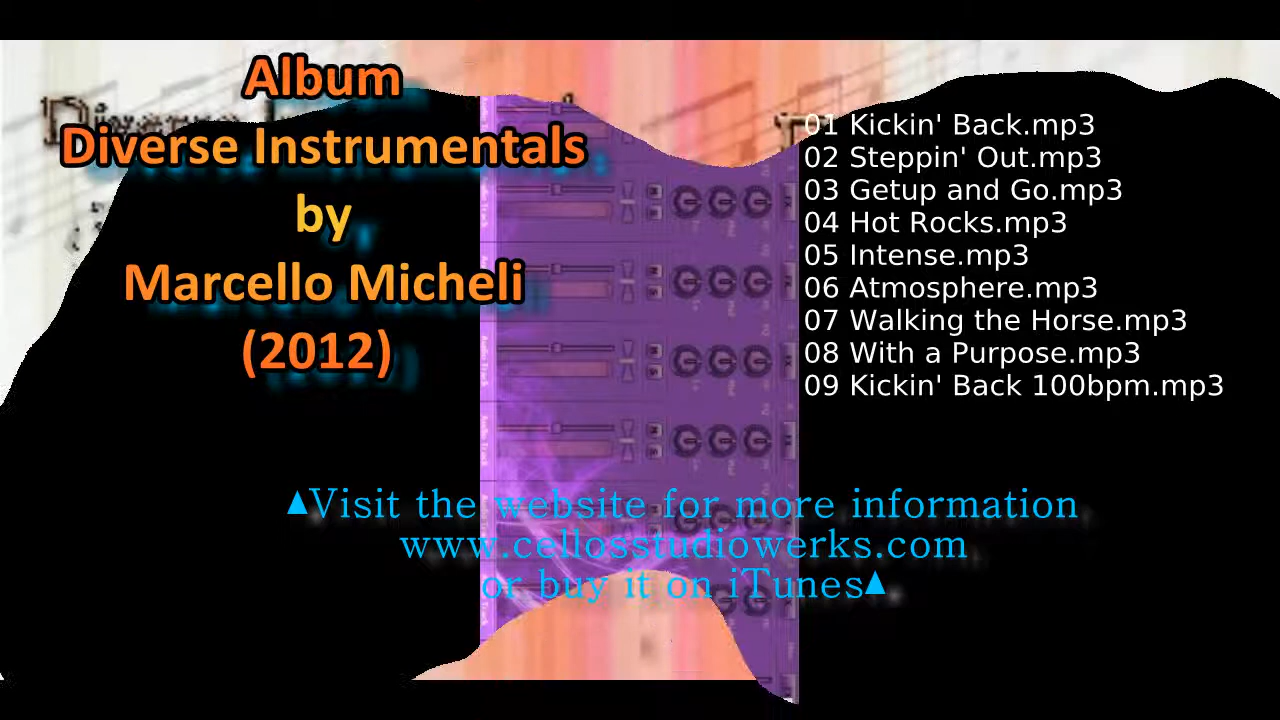 Album
Diverse Instrumentals
by
Marcello Micheli
(2012)
01 Kickin' Back.mp3
02 Steppin' Out.mp3
03 Getup and Go.mp3
04 Hot Rocks.mp3
05 Intense.mp3
06 Atmosphere.mp3
07 Walking the Horse.mp3
08 With a Purpose.mp3
09 Kickin' Back 100bpm.mp3
▲Visit the website for more information
www.cellosstudiowerks.com
or buy it on iTunes▲